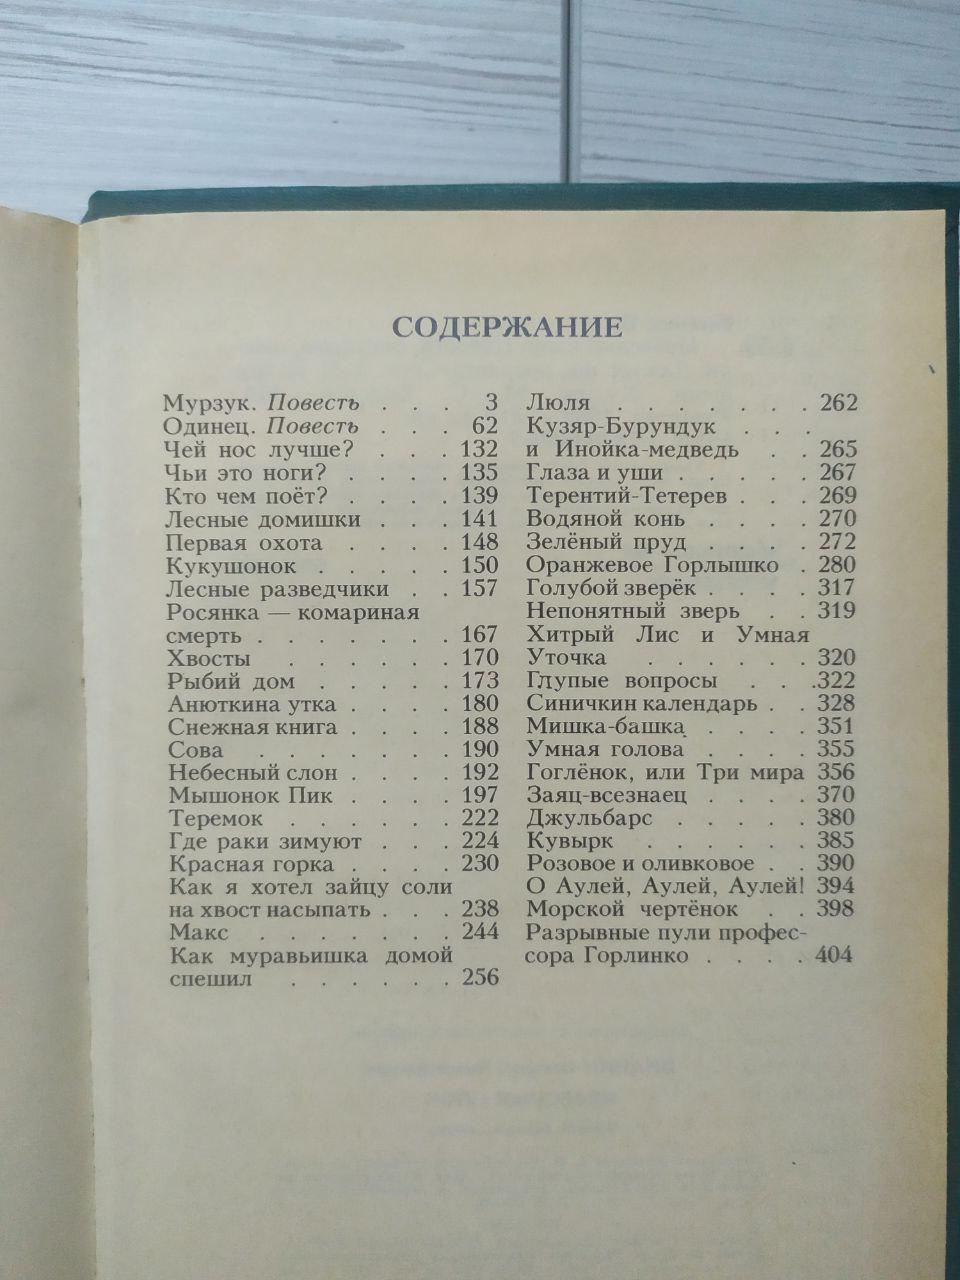 СОДЕРЖАНИЕ
Мурзук. Повесть . . . 3
Одинец. Повесть . . . 62
Чей нос лучше? . . . 132
Чьи это ноги? . . . . 135
Кто чем поёт? . . . . 139
Лесные домишки . . . 141
Первая охота . . . . 148
Кукушонок . . . . . 150
Лесные разведчики . . 157
Росянка — комариная
смерть . . . . . . . 167
Хвосты . . . . . . 170
Рыбий дом . . . . . 173
Анюткина утка . . . . 180
Снежная книга . . . . 188
Сова . . . . . . . 190
Небесный слон . . . . 192
Мышонок Пик . . . . 197
Теремок . . . . . . 222
Где раки зимуют . . . 224
Красная горка . . . . 230
Как я хотел зайцу соли
на хвост насыпать . . . 238
Макс . . . . . . . 244
Как муравьишка домой
спешил . . . . . . 256
Люля . . . . . . . 262
Кузяр-Бурундук . . .
и Инойка-медведь . . 265
Глаза и уши . . . . . 267
Терентий-Тетерев . . . 269
Водяной конь . . . . 270
Зелёный пруд . . . . 272
Оранжевое Горлышко . 280
Голубой зверёк . . . . 317
Непонятный зверь . . 319
Хитрый Лис и Умная
Уточка . . . . . . 320
Глупые вопросы . . . 322
Синичкин календарь . . 328
Мишка-башка . . . . 351
Умная голова . . . . 355
Гоглёнок, или Три мира 356
Заяц-всезнаец . . . . 370
Джульбарс . . . . . 380
Кувырк . . . . . . 385
Розовое и оливковое . . 390
О Аулей, Аулей, Аулей! 394
Морской чертёнок . . 398
Разрывные пули профес-
сора Горлинко . . . . 404